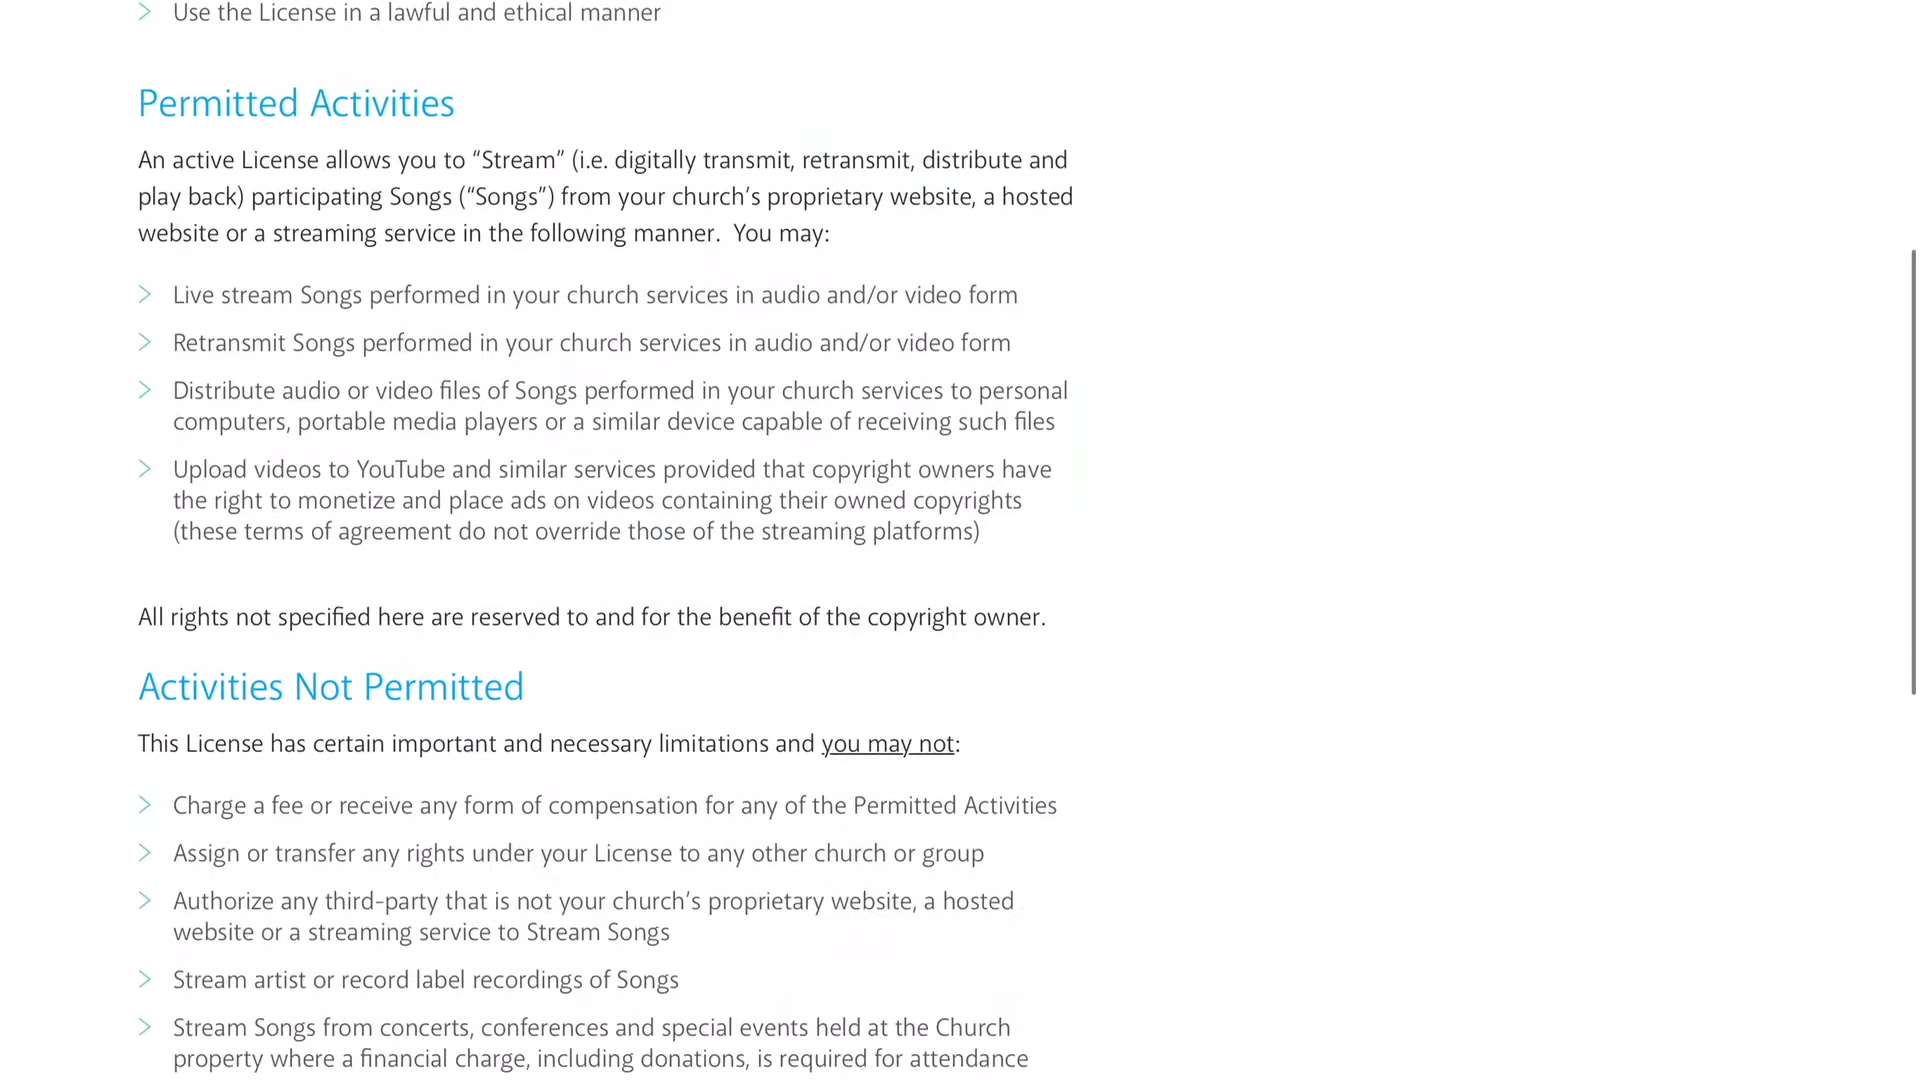 > Use the License in a lawful and ethical manner
Permitted Activities
An active License allows you to “Stream” (i.e. digitally transmit, retransmit, distribute and
play back) participating Songs (“Songs”) from your church’s proprietary website, a hosted
website or a streaming service in the following manner.  You may:
> Live stream Songs performed in your church services in audio and/or video form
> Retransmit Songs performed in your church services in audio and/or video form
> Distribute audio or video files of Songs performed in your church services to personal
computers, portable media players or a similar device capable of receiving such files
> Upload videos to YouTube and similar services provided that copyright owners have
the right to monetize and place ads on videos containing their owned copyrights
(these terms of agreement do not override those of the streaming platforms)
All rights not specified here are reserved to and for the benefit of the copyright owner.
Activities Not Permitted
This License has certain important and necessary limitations and you may not:
> Charge a fee or receive any form of compensation for any of the Permitted Activities
> Assign or transfer any rights under your License to any other church or group
> Authorize any third-party that is not your church’s proprietary website, a hosted
website or a streaming service to Stream Songs
> Stream artist or record label recordings of Songs
> Stream Songs from concerts, conferences and special events held at the Church
property where a financial charge, including donations, is required for attendance